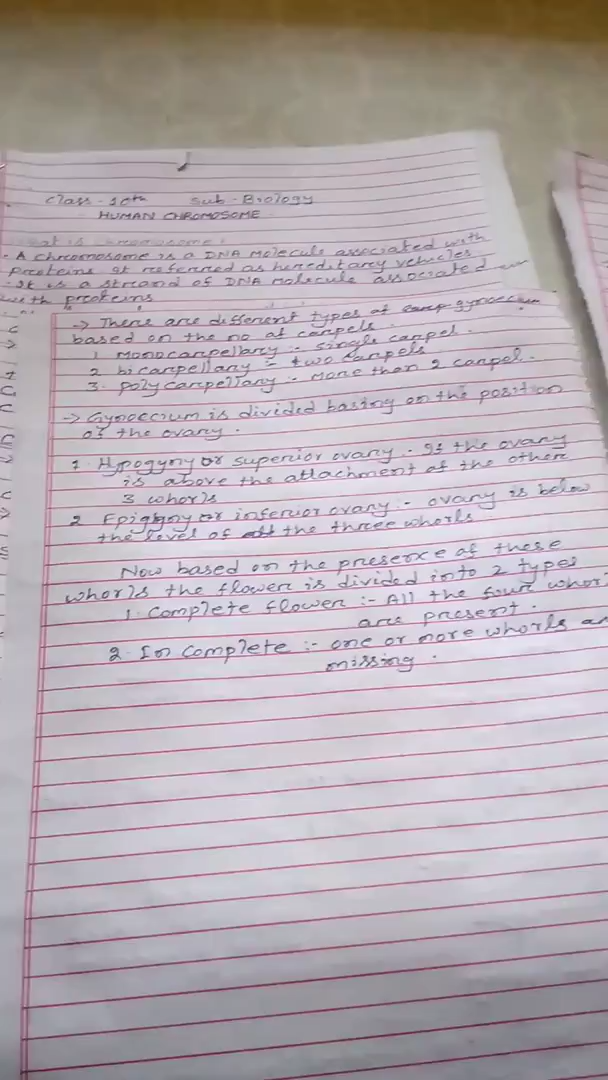 Class - 10th Sub - Biology
HUMAN CHROMOSOME
What is chromosome :
- A chromosome is a DNA molecule associated with
proteins It referred as hereditary vehicles
- It is a strand of DNA molecule associated
with proteins
-> There are different types of gynoecium
based on the no of carpels.
1 Monocarpellary :- single carpel.
2 bicarpellary = two carpels
3. polycarpellary :- more then 2 carpel.
-> Gynoecium is divided basing on the position
of the ovary.
1. Hypogyny or superior ovary - If the ovary
is above the attachment of the other
3 whorls
2 Epigyny or inferior ovary :- ovary is below
the level of the three whorls
Now based on the presence of these
whorls the flower is divided into 2 types
1. Complete flower :- All the four whor
are present.
2. In complete :- one or more whorls a
missing.